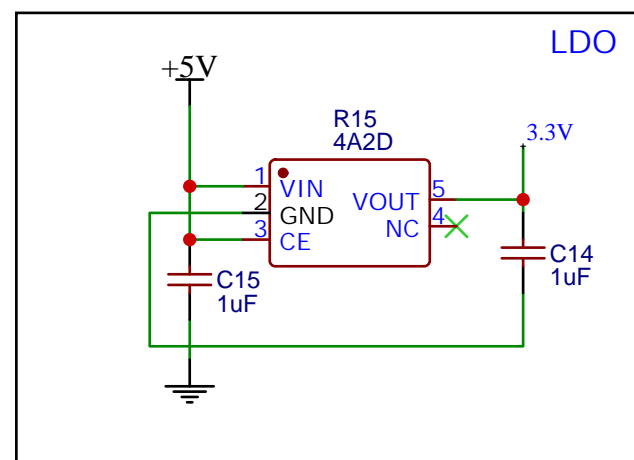 LDO
+5V
R15
4A2D
3.3V
1
VIN
2
GND
3
CE
VOUT
5
NC
4
C15
1uF
C14
1uF